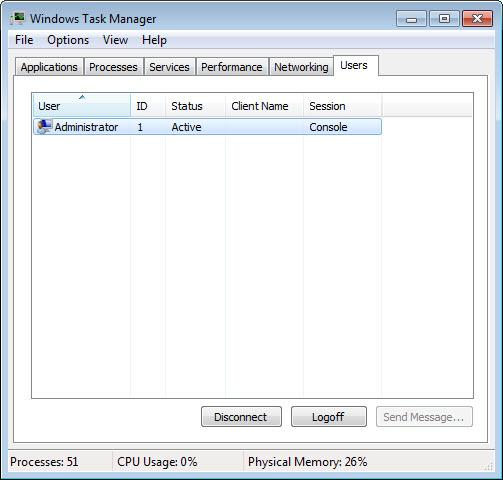 Windows Task Manager
File Options View Help
Applications Processes Services Performance Networking Users
User ID Status Client Name Session
Administrator 1 Active Console
Disconnect Logoff Send Message...
Processes: 51 CPU Usage: 0% Physical Memory: 26%